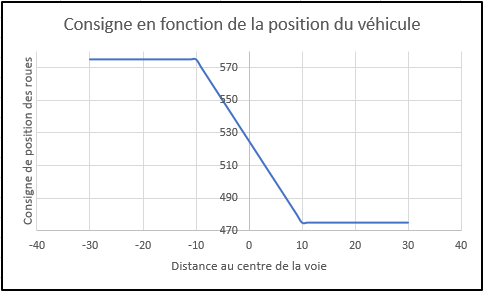 Consigne en fonction de la position du véhicule
Consigne de position des roues
570
550
530
510
490
470
-40 -30 -20 -10 0 10 20 30 40
Distance au centre de la voie